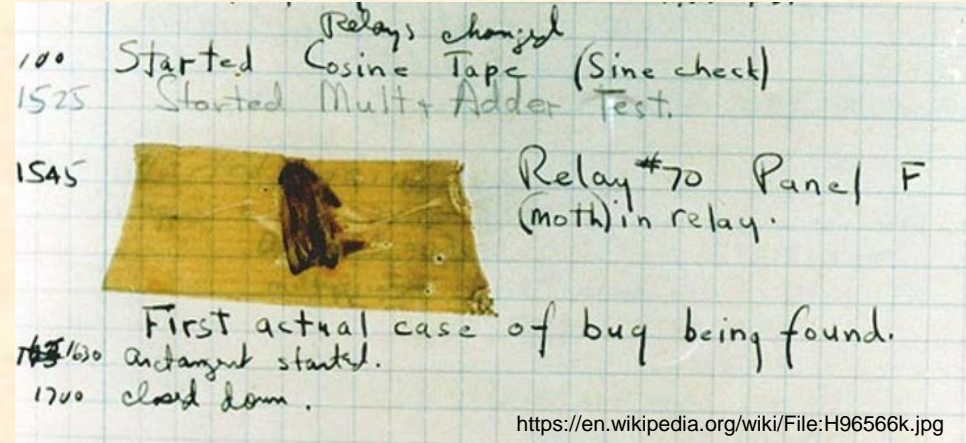 Relays changed
1100 Started Cosine Tape (Sine check)
1525 Started Mult + Adder Test.
1545 Relay #70 Panel F
(moth) in relay.
First actual case of bug being found.
1630 antangent started.
1700 closed down.
https://en.wikipedia.org/wiki/File:H96566k.jpg